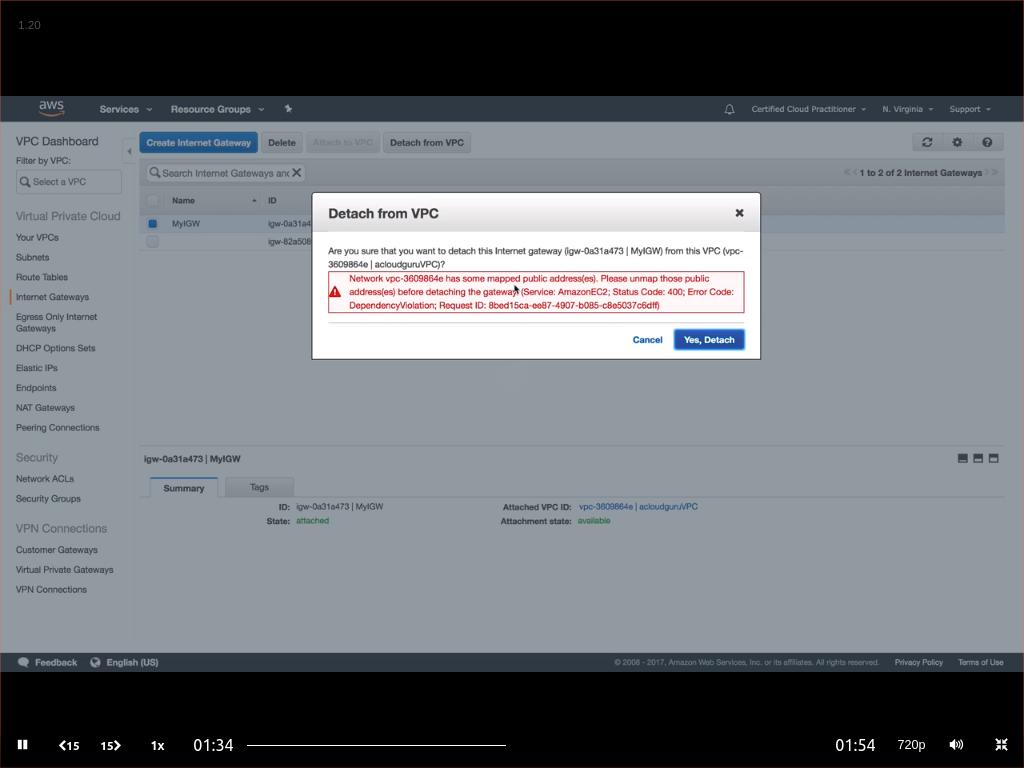 1.20
aws
Services
Resource Groups
Certified Cloud Practitioner
N. Virginia
Support
VPC Dashboard
Filter by VPC:
Select a VPC
Virtual Private Cloud
Your VPCs
Subnets
Route Tables
Internet Gateways
Egress Only Internet
Gateways
DHCP Options Sets
Elastic IPs
Endpoints
NAT Gateways
Peering Connections
Security
Network ACLs
Security Groups
VPN Connections
Customer Gateways
Virtual Private Gateways
VPN Connections
Create Internet Gateway
Delete
Attach to VPC
Detach from VPC
Search Internet Gateways and
1 to 2 of 2 Internet Gateways
Name
ID
MyIGW
igw-0a31a4
igw-82a508
Detach from VPC
Are you sure that you want to detach this Internet gateway (igw-0a31a473 | MyIGW) from this VPC (vpc-
3609864e | acloudguruVPC)?
Network vpc-3609864e has some mapped public address(es). Please unmap those public
address(es) before detaching the gateway. (Service: AmazonEC2; Status Code: 400; Error Code:
DependencyViolation; Request ID: 8bed15ca-ee87-4907-b085-c8e5037c6dff)
Cancel
Yes, Detach
igw-0a31a473 | MyIGW
Summary
Tags
ID: igw-0a31a473 | MyIGW
State: attached
Attached VPC ID: vpc-3609864e | acloudguruVPC
Attachment state: available
Feedback
English (US)
© 2008 - 2017, Amazon Web Services, Inc. or its affiliates. All rights reserved.
Privacy Policy
Terms of Use
15
15
1x
01:34
01:54
720p